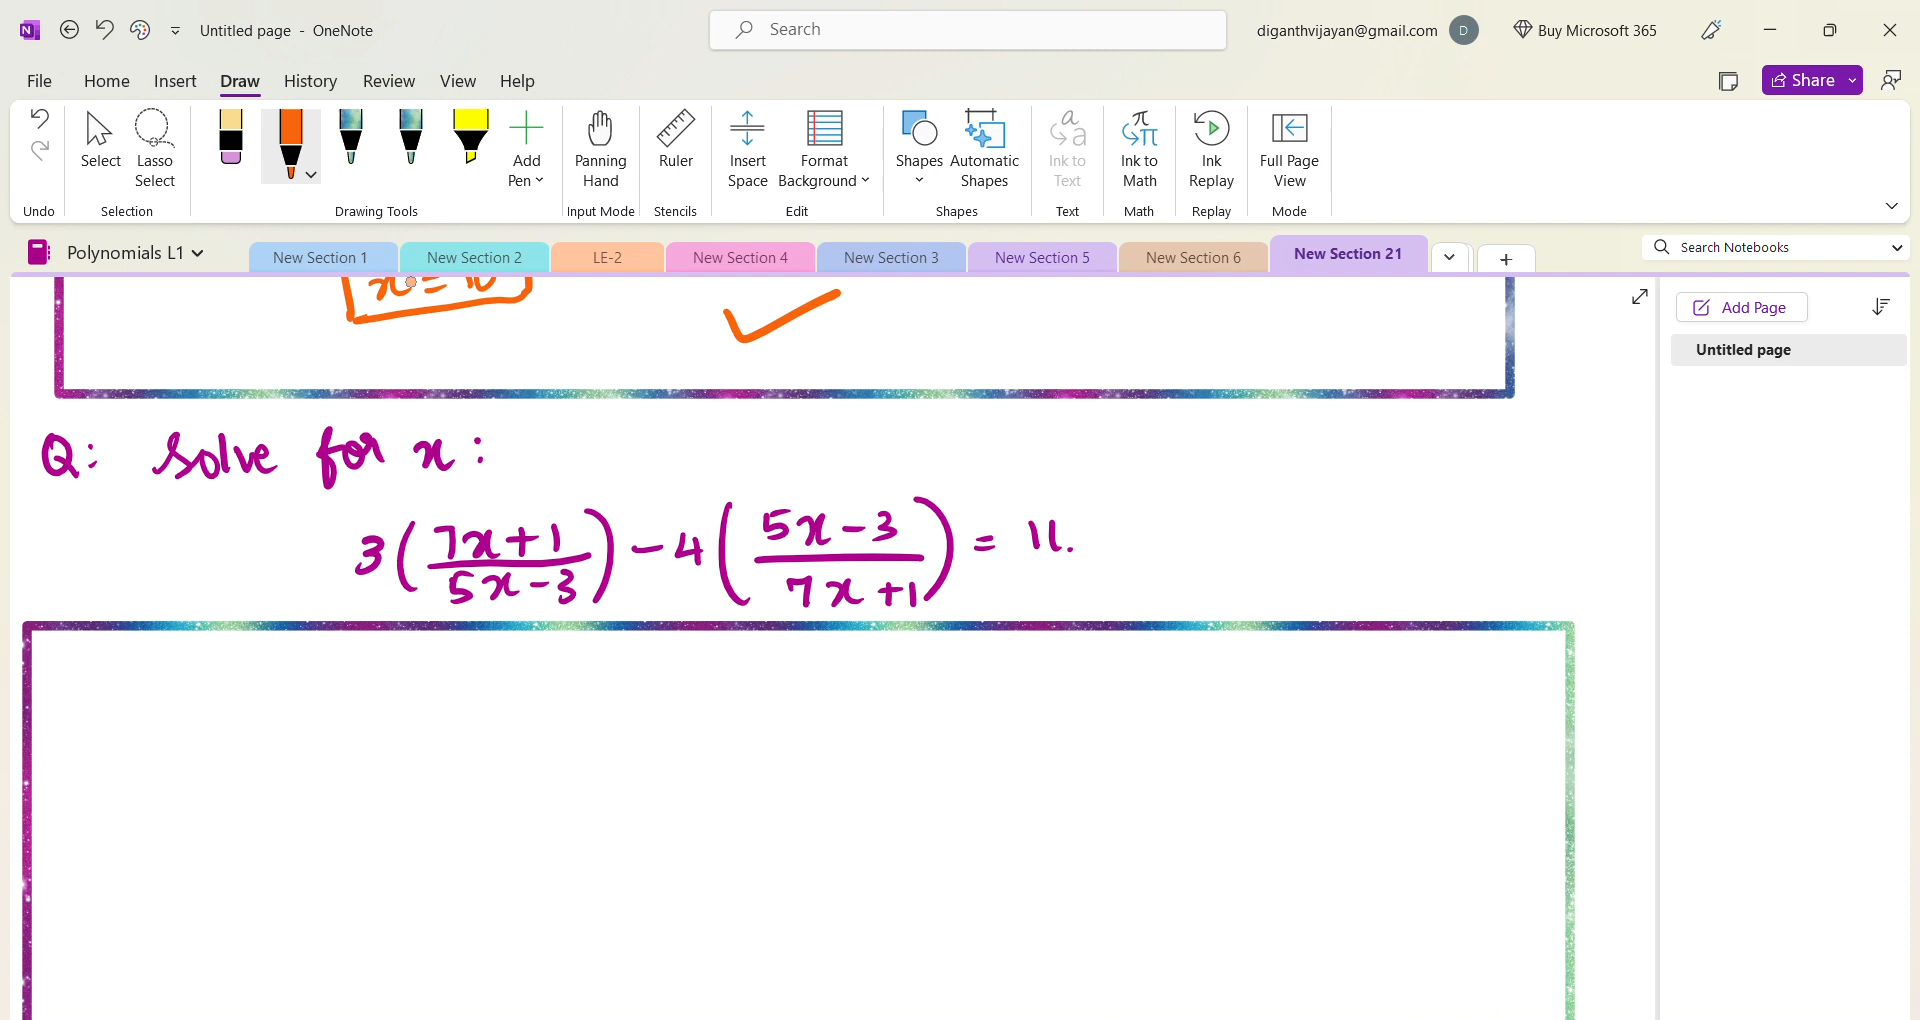 Untitled page - OneNote
Search
diganthvijayan@gmail.com
D
Buy Microsoft 365
File Home Insert Draw History Review View Help
Share
Select
Lasso Select
Add Pen
Panning Hand
Ruler
Insert Space
Format Background
Shapes
Automatic Shapes
Ink to Text
Ink to Math
Ink Replay
Full Page View
Undo Selection Drawing Tools Input Mode Stencils Edit Shapes Text Math Replay Mode
Polynomials L1
New Section 1 New Section 2 LE-2 New Section 4 New Section 3 New Section 5 New Section 6 New Section 21
Search Notebooks
Add Page
Untitled page
Q: Solve for x:
3(7x+1/5x-3) - 4(5x-3/7x+1) = 11.